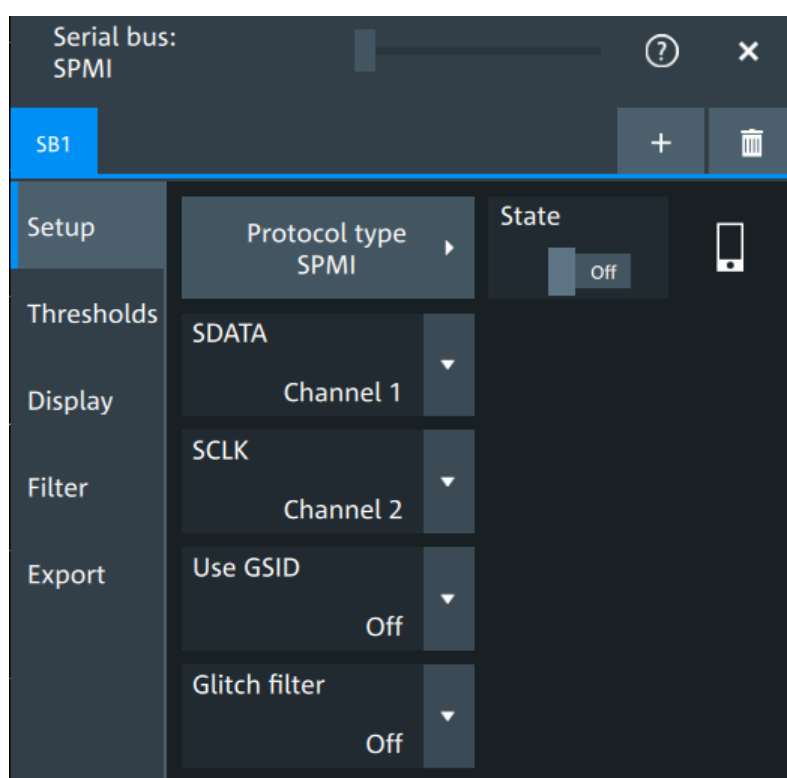 Serial bus:
SPMI
?
SB1
+
Setup
Thresholds
Display
Filter
Export
Protocol type
SPMI
State
Off
SDATA
Channel 1
SCLK
Channel 2
Use GSID
Off
Glitch filter
Off